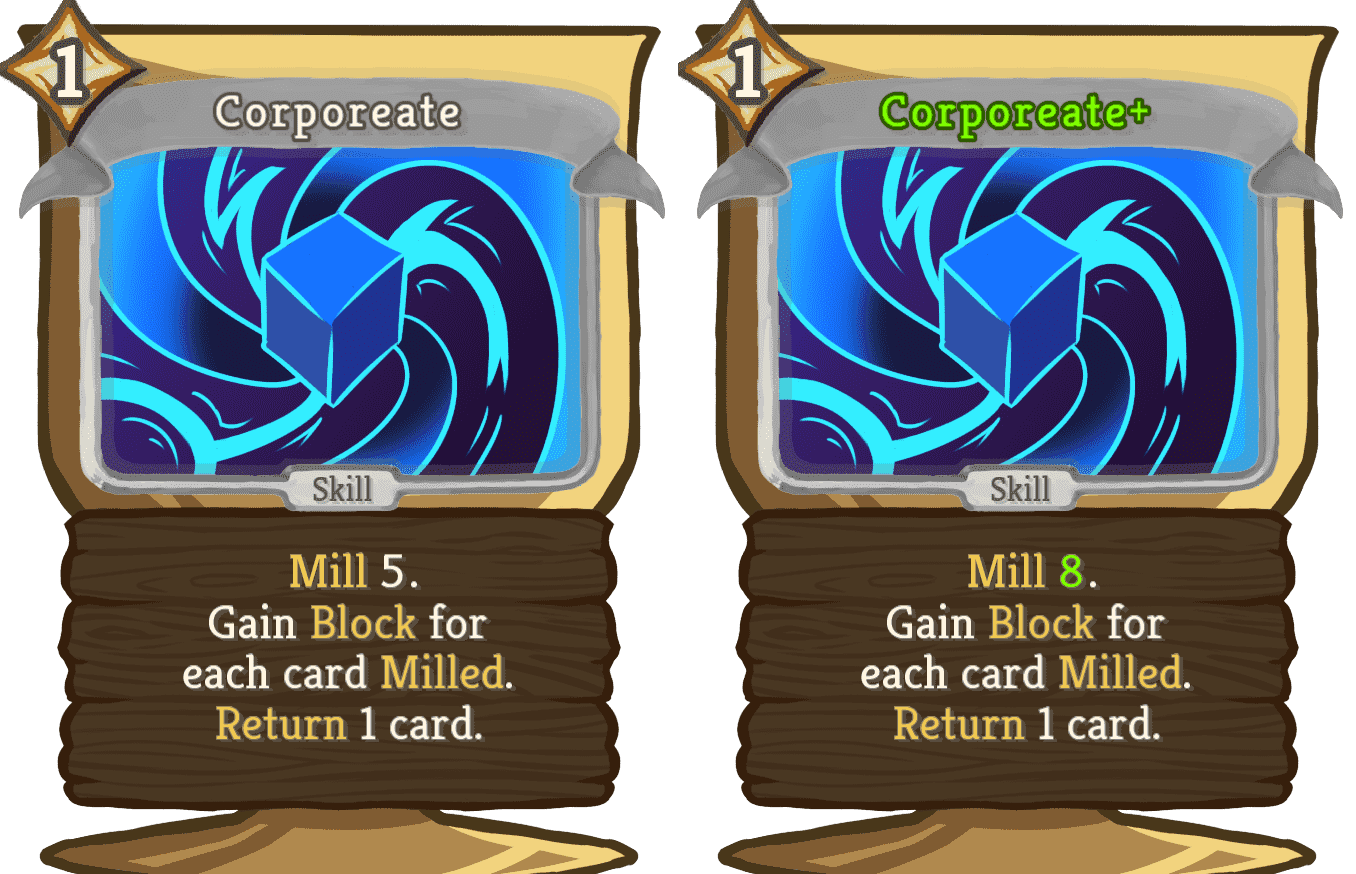 1
Corporeate
Skill
Mill 5.
Gain Block for
each card Milled.
Return 1 card.
1
Corporeate+
Skill
Mill 8.
Gain Block for
each card Milled.
Return 1 card.